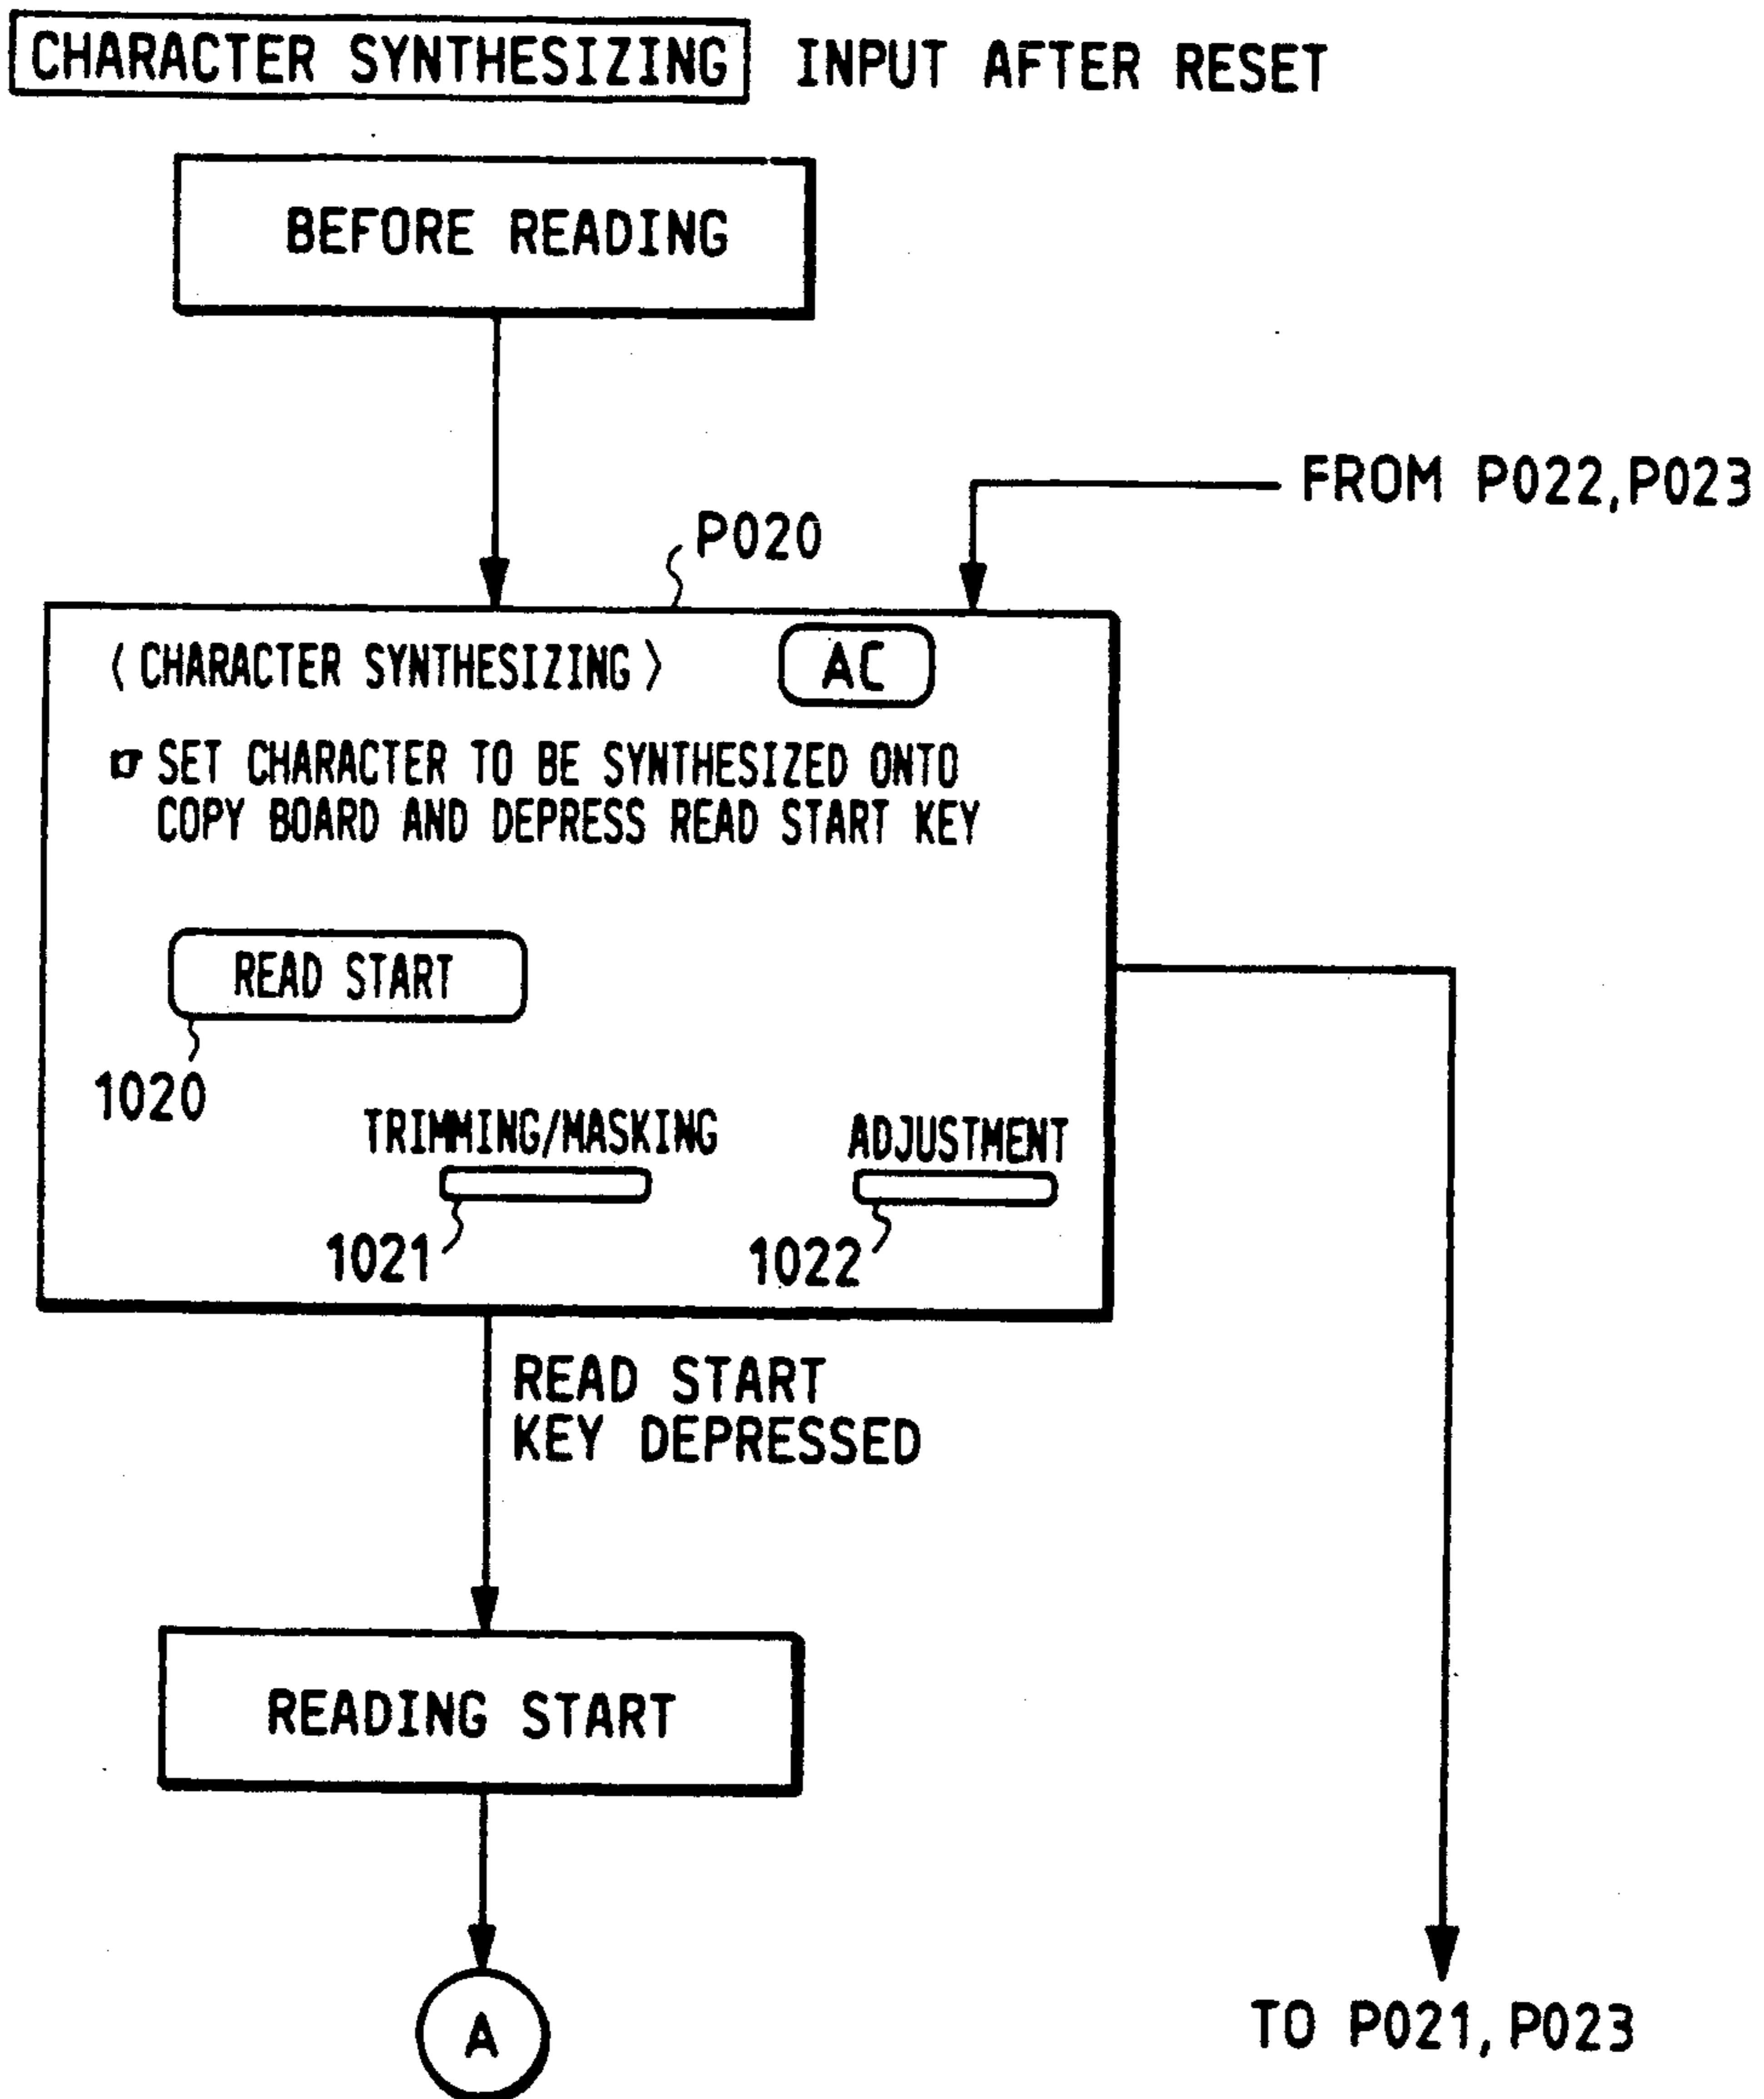 CHARACTER SYNTHESIZING INPUT AFTER RESET
BEFORE READING
FROM P022,P023
P020
〈CHARACTER SYNTHESIZING〉 AC
☞ SET CHARACTER TO BE SYNTHESIZED ONTO
COPY BOARD AND DEPRESS READ START KEY
READ START
1020
TRIMMING/MASKING ADJUSTMENT
1021 1022
READ START
KEY DEPRESSED
READING START
A
TO P021,P023